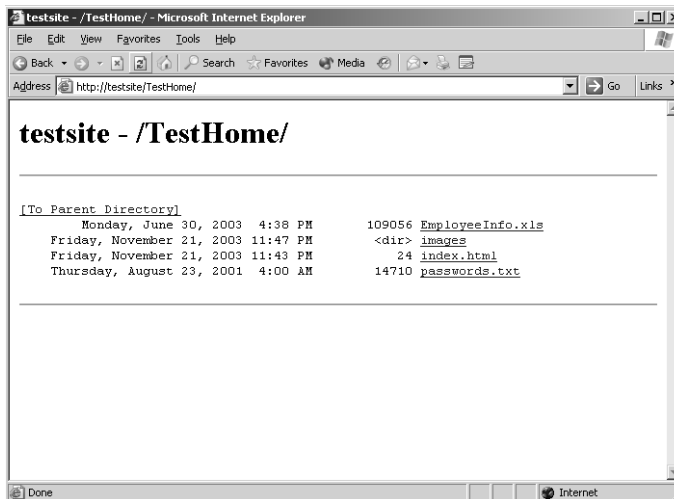 testsite - /TestHome/ - Microsoft Internet Explorer
File Edit View Favorites Tools Help
Back Search Favorites Media
Address http://testsite/TestHome/ Go Links
testsite - /TestHome/
[To Parent Directory]
Monday, June 30, 2003 4:38 PM 109056 EmployeeInfo.xls
Friday, November 21, 2003 11:47 PM <dir> images
Friday, November 21, 2003 11:43 PM 24 index.html
Thursday, August 23, 2001 4:00 AM 14710 passwords.txt
Done Internet